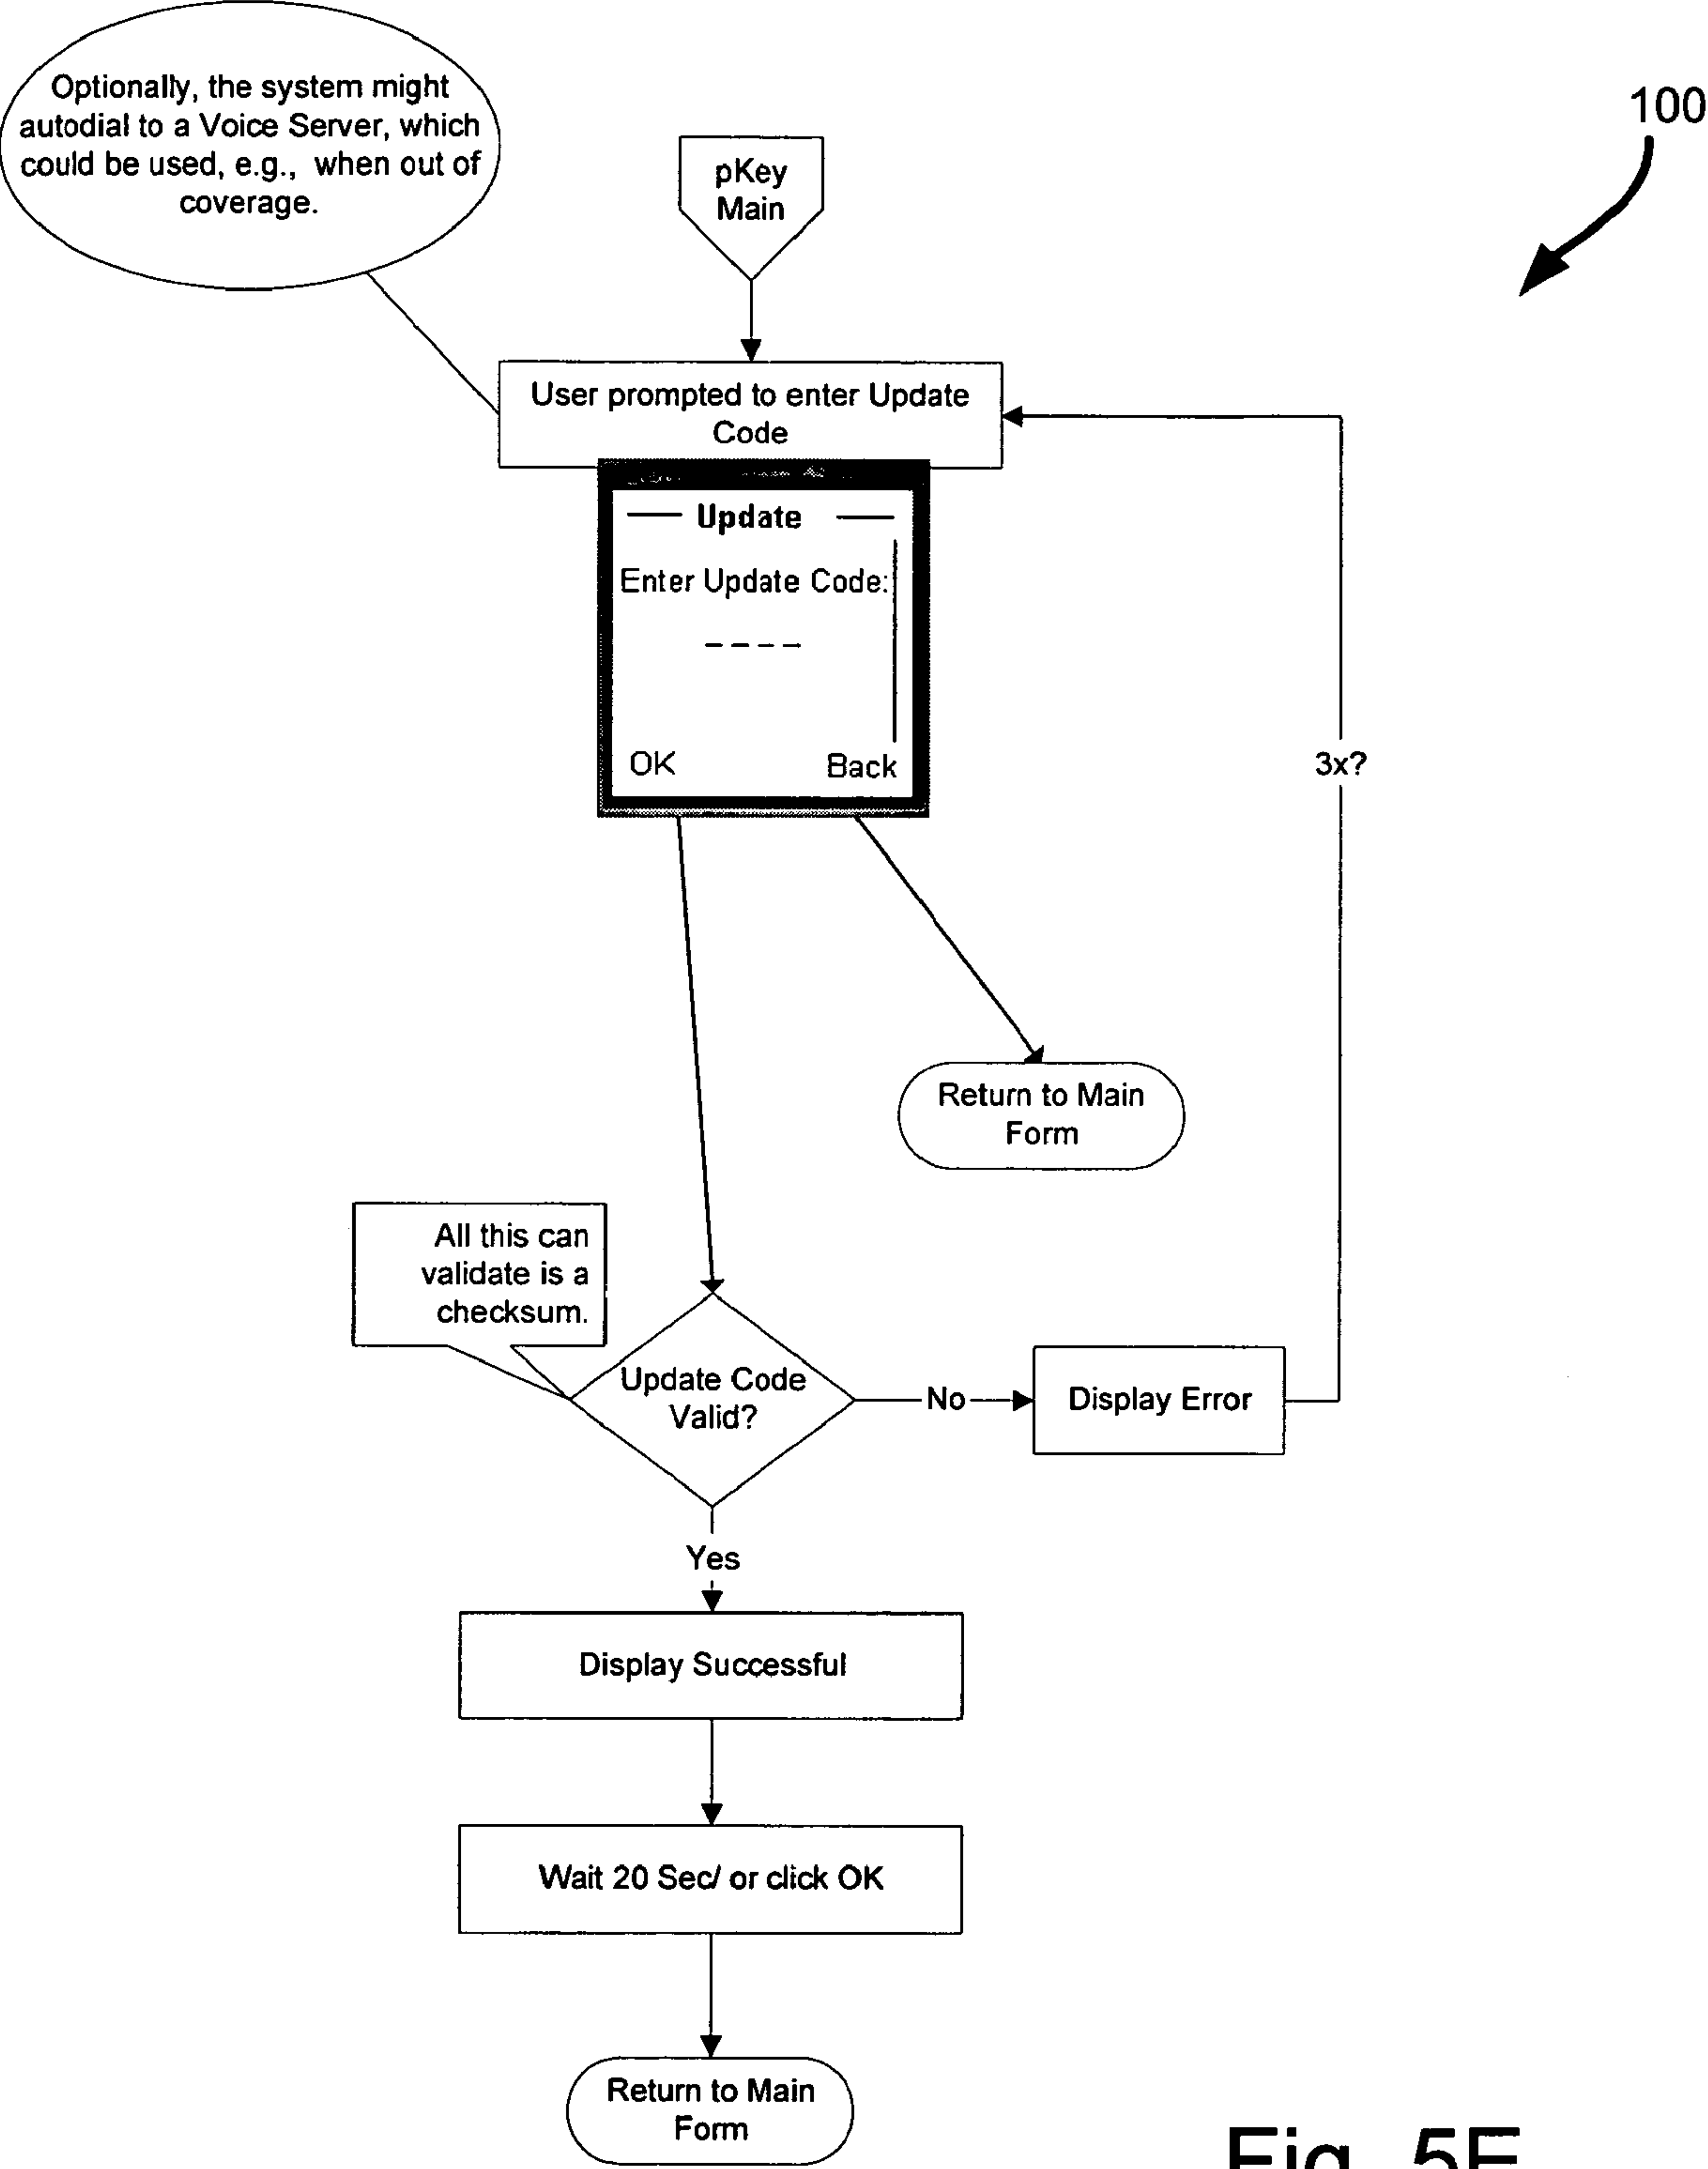 Optionally, the system might
autodial to a Voice Server, which
could be used, e.g., when out of
coverage.
100
pKey
Main
User prompted to enter Update
Code
Update
Enter Update Code:
----
OK
Back
3x?
Return to Main
Form
All this can
validate is a
checksum.
Update Code
Valid?
No
Display Error
Yes
Display Successful
Wait 20 Sec/ or click OK
Return to Main
Form
Fig. 5E